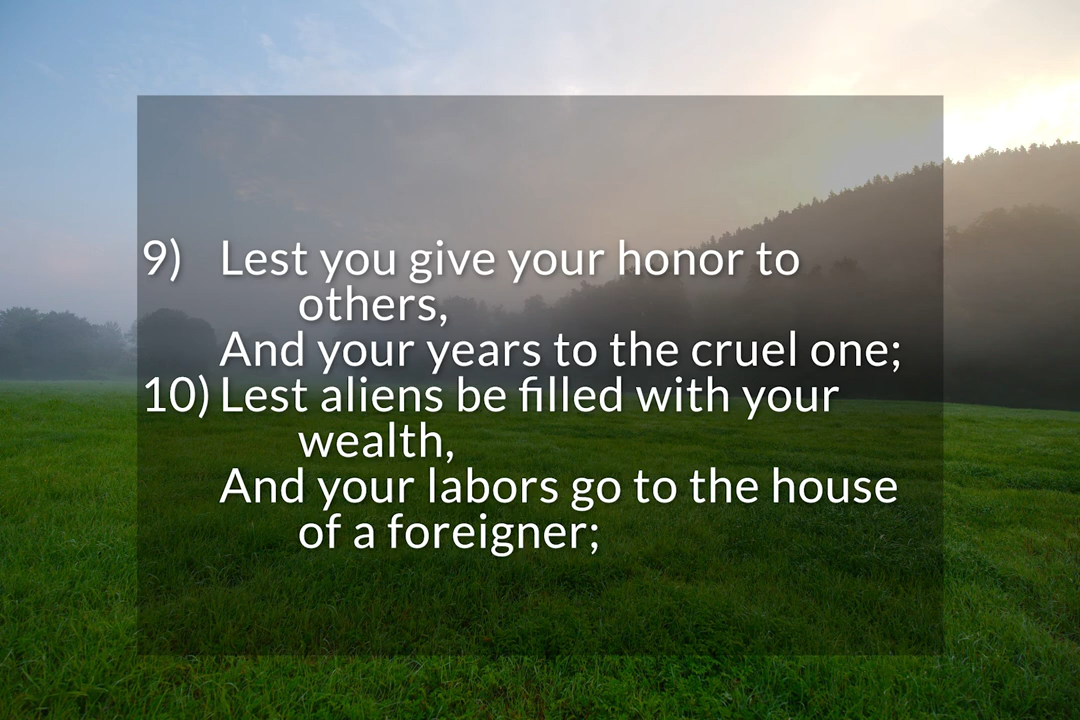 9) Lest you give your honor to
others,
And your years to the cruel one;
10) Lest aliens be filled with your
wealth,
And your labors go to the house
of a foreigner;